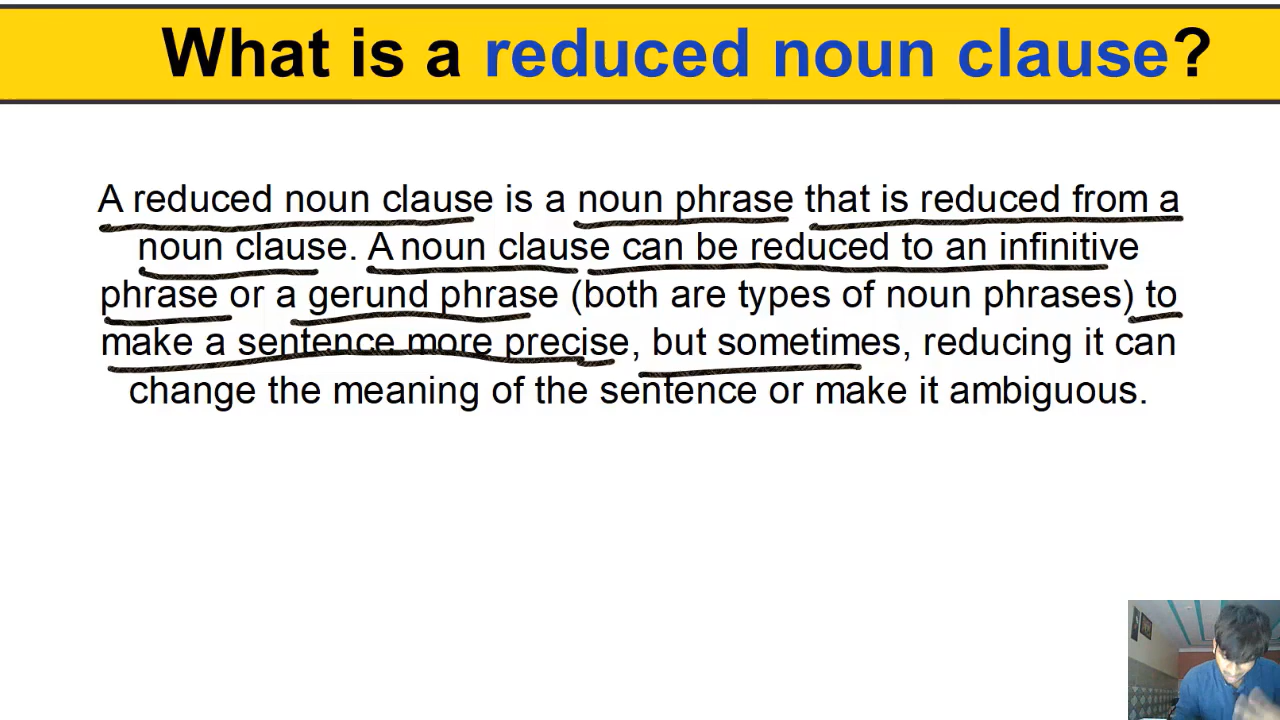 What is a reduced noun clause?
A reduced noun clause is a noun phrase that is reduced from a
noun clause. A noun clause can be reduced to an infinitive
phrase or a gerund phrase (both are types of noun phrases) to
make a sentence more precise, but sometimes, reducing it can
change the meaning of the sentence or make it ambiguous.